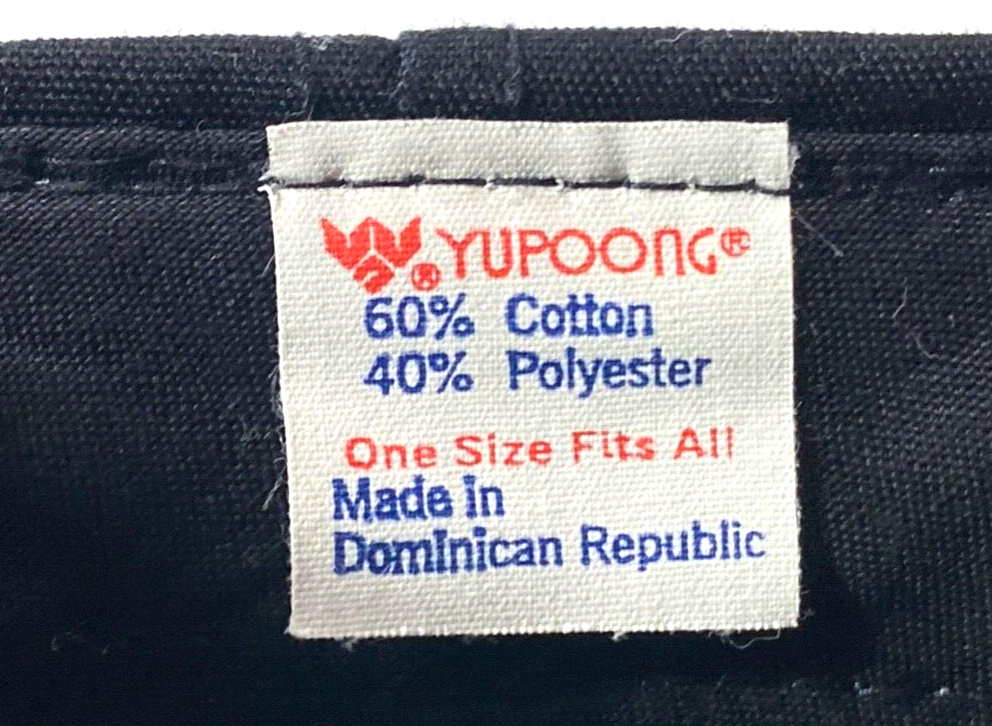 ® YUPOONG®
60% Cotton
40% Polyester
One Size Fits All
Made In
Dominican Republic